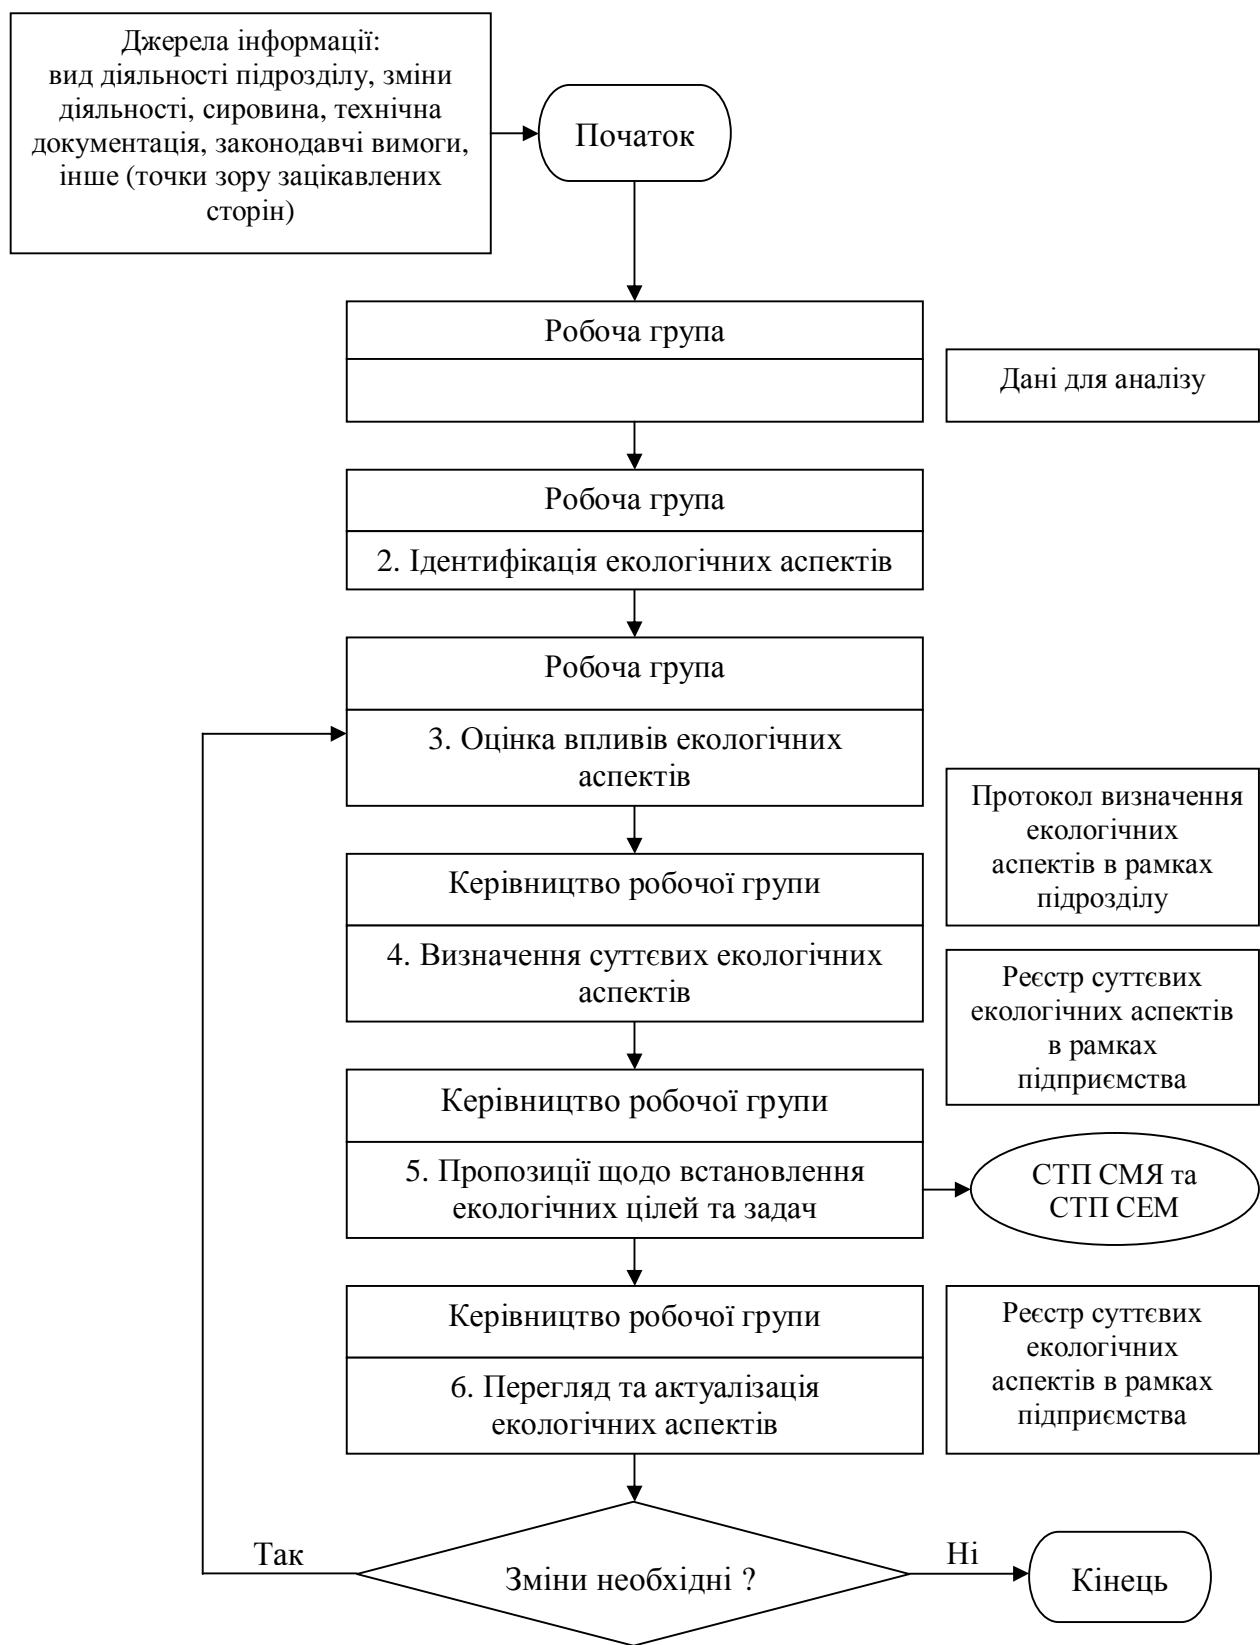 Джерела інформації:
вид діяльності підрозділу, зміни
діяльності, сировина, технічна
документація, законодавчі вимоги,
інше (точки зору зацікавлених
сторін)
Початок
Робоча група
Дані для аналізу
Робоча група
2. Ідентифікація екологічних аспектів
Робоча група
3. Оцінка впливів екологічних
аспектів
Протокол визначення
екологічних
аспектів в рамках
підрозділу
Керівництво робочої групи
4. Визначення суттєвих екологічних
аспектів
Реєстр суттєвих
екологічних аспектів
в рамках
підприємства
Керівництво робочої групи
5. Пропозиції щодо встановлення
екологічних цілей та задач
СТП СМЯ та
СТП СЕМ
Керівництво робочої групи
6. Перегляд та актуалізація
екологічних аспектів
Реєстр суттєвих
екологічних
аспектів в рамках
підприємства
Так
Зміни необхідні ?
Ні
Кінець